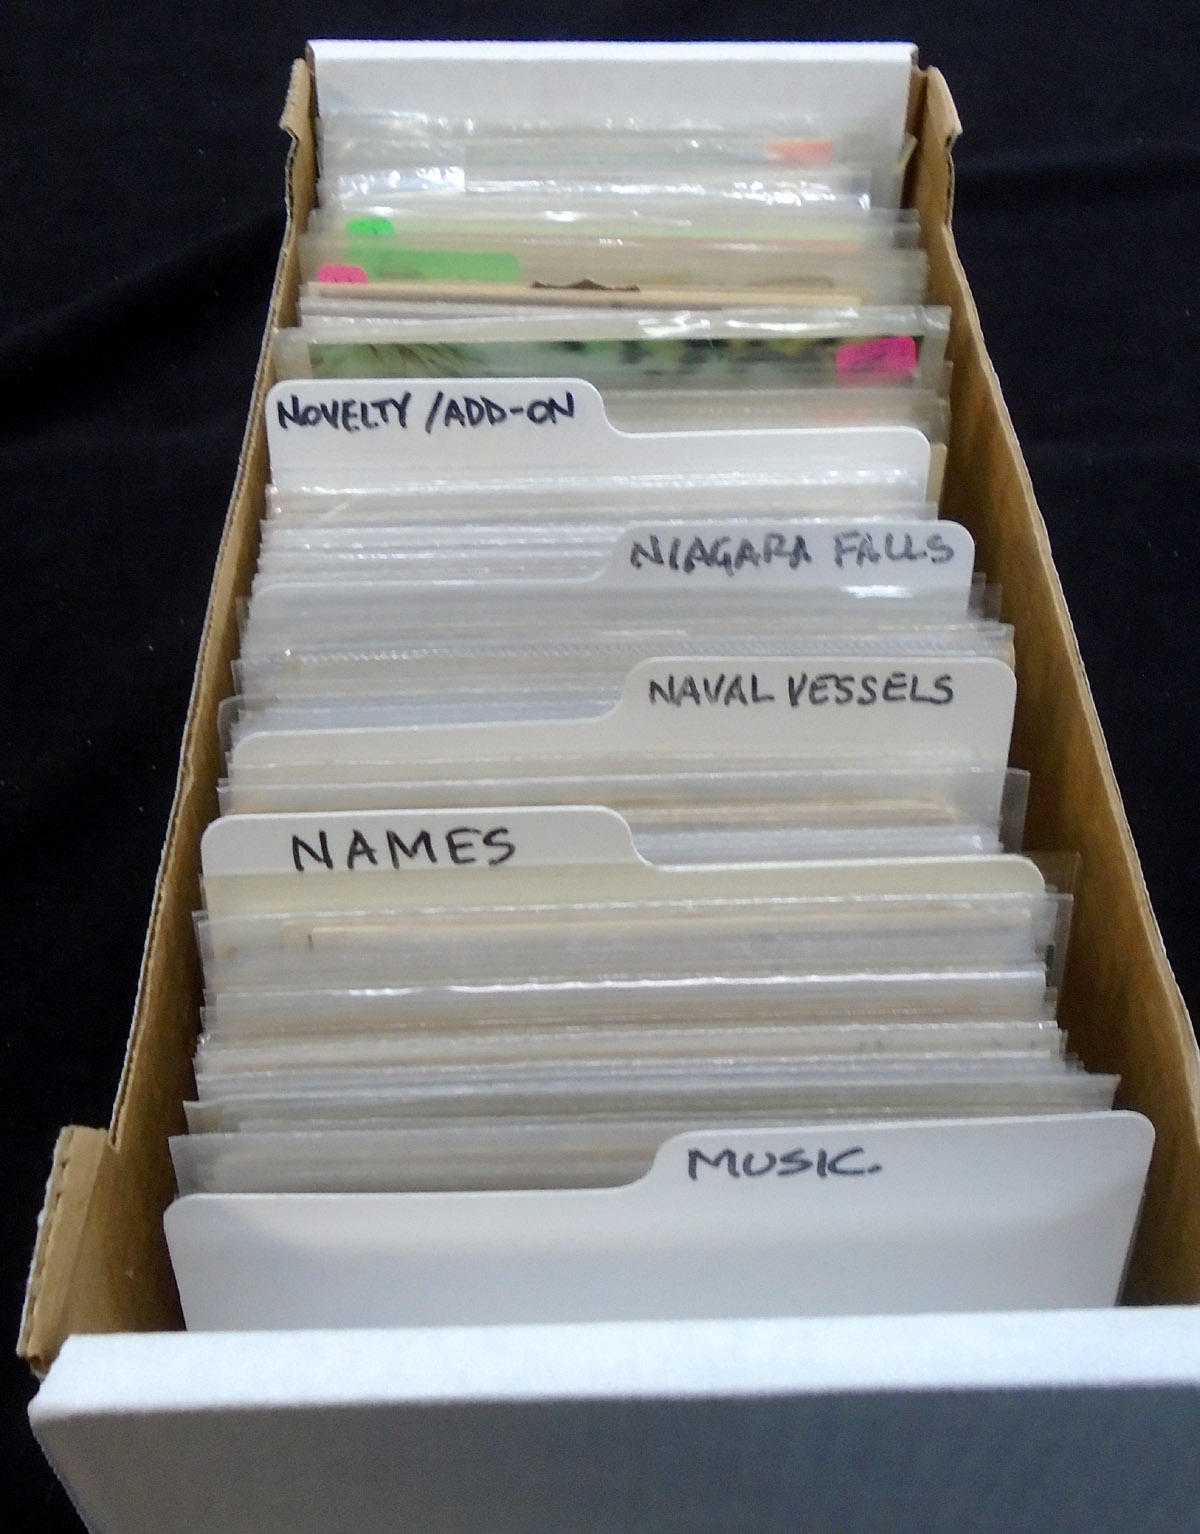 NOVELTY /ADD-ON
NIAGARA FALLS
NAVAL VESSELS
NAMES
MUSIC.